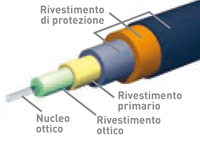 Rivestimento
di protezione
Rivestimento
primario
Nucleo
ottico
Rivestimento
ottico